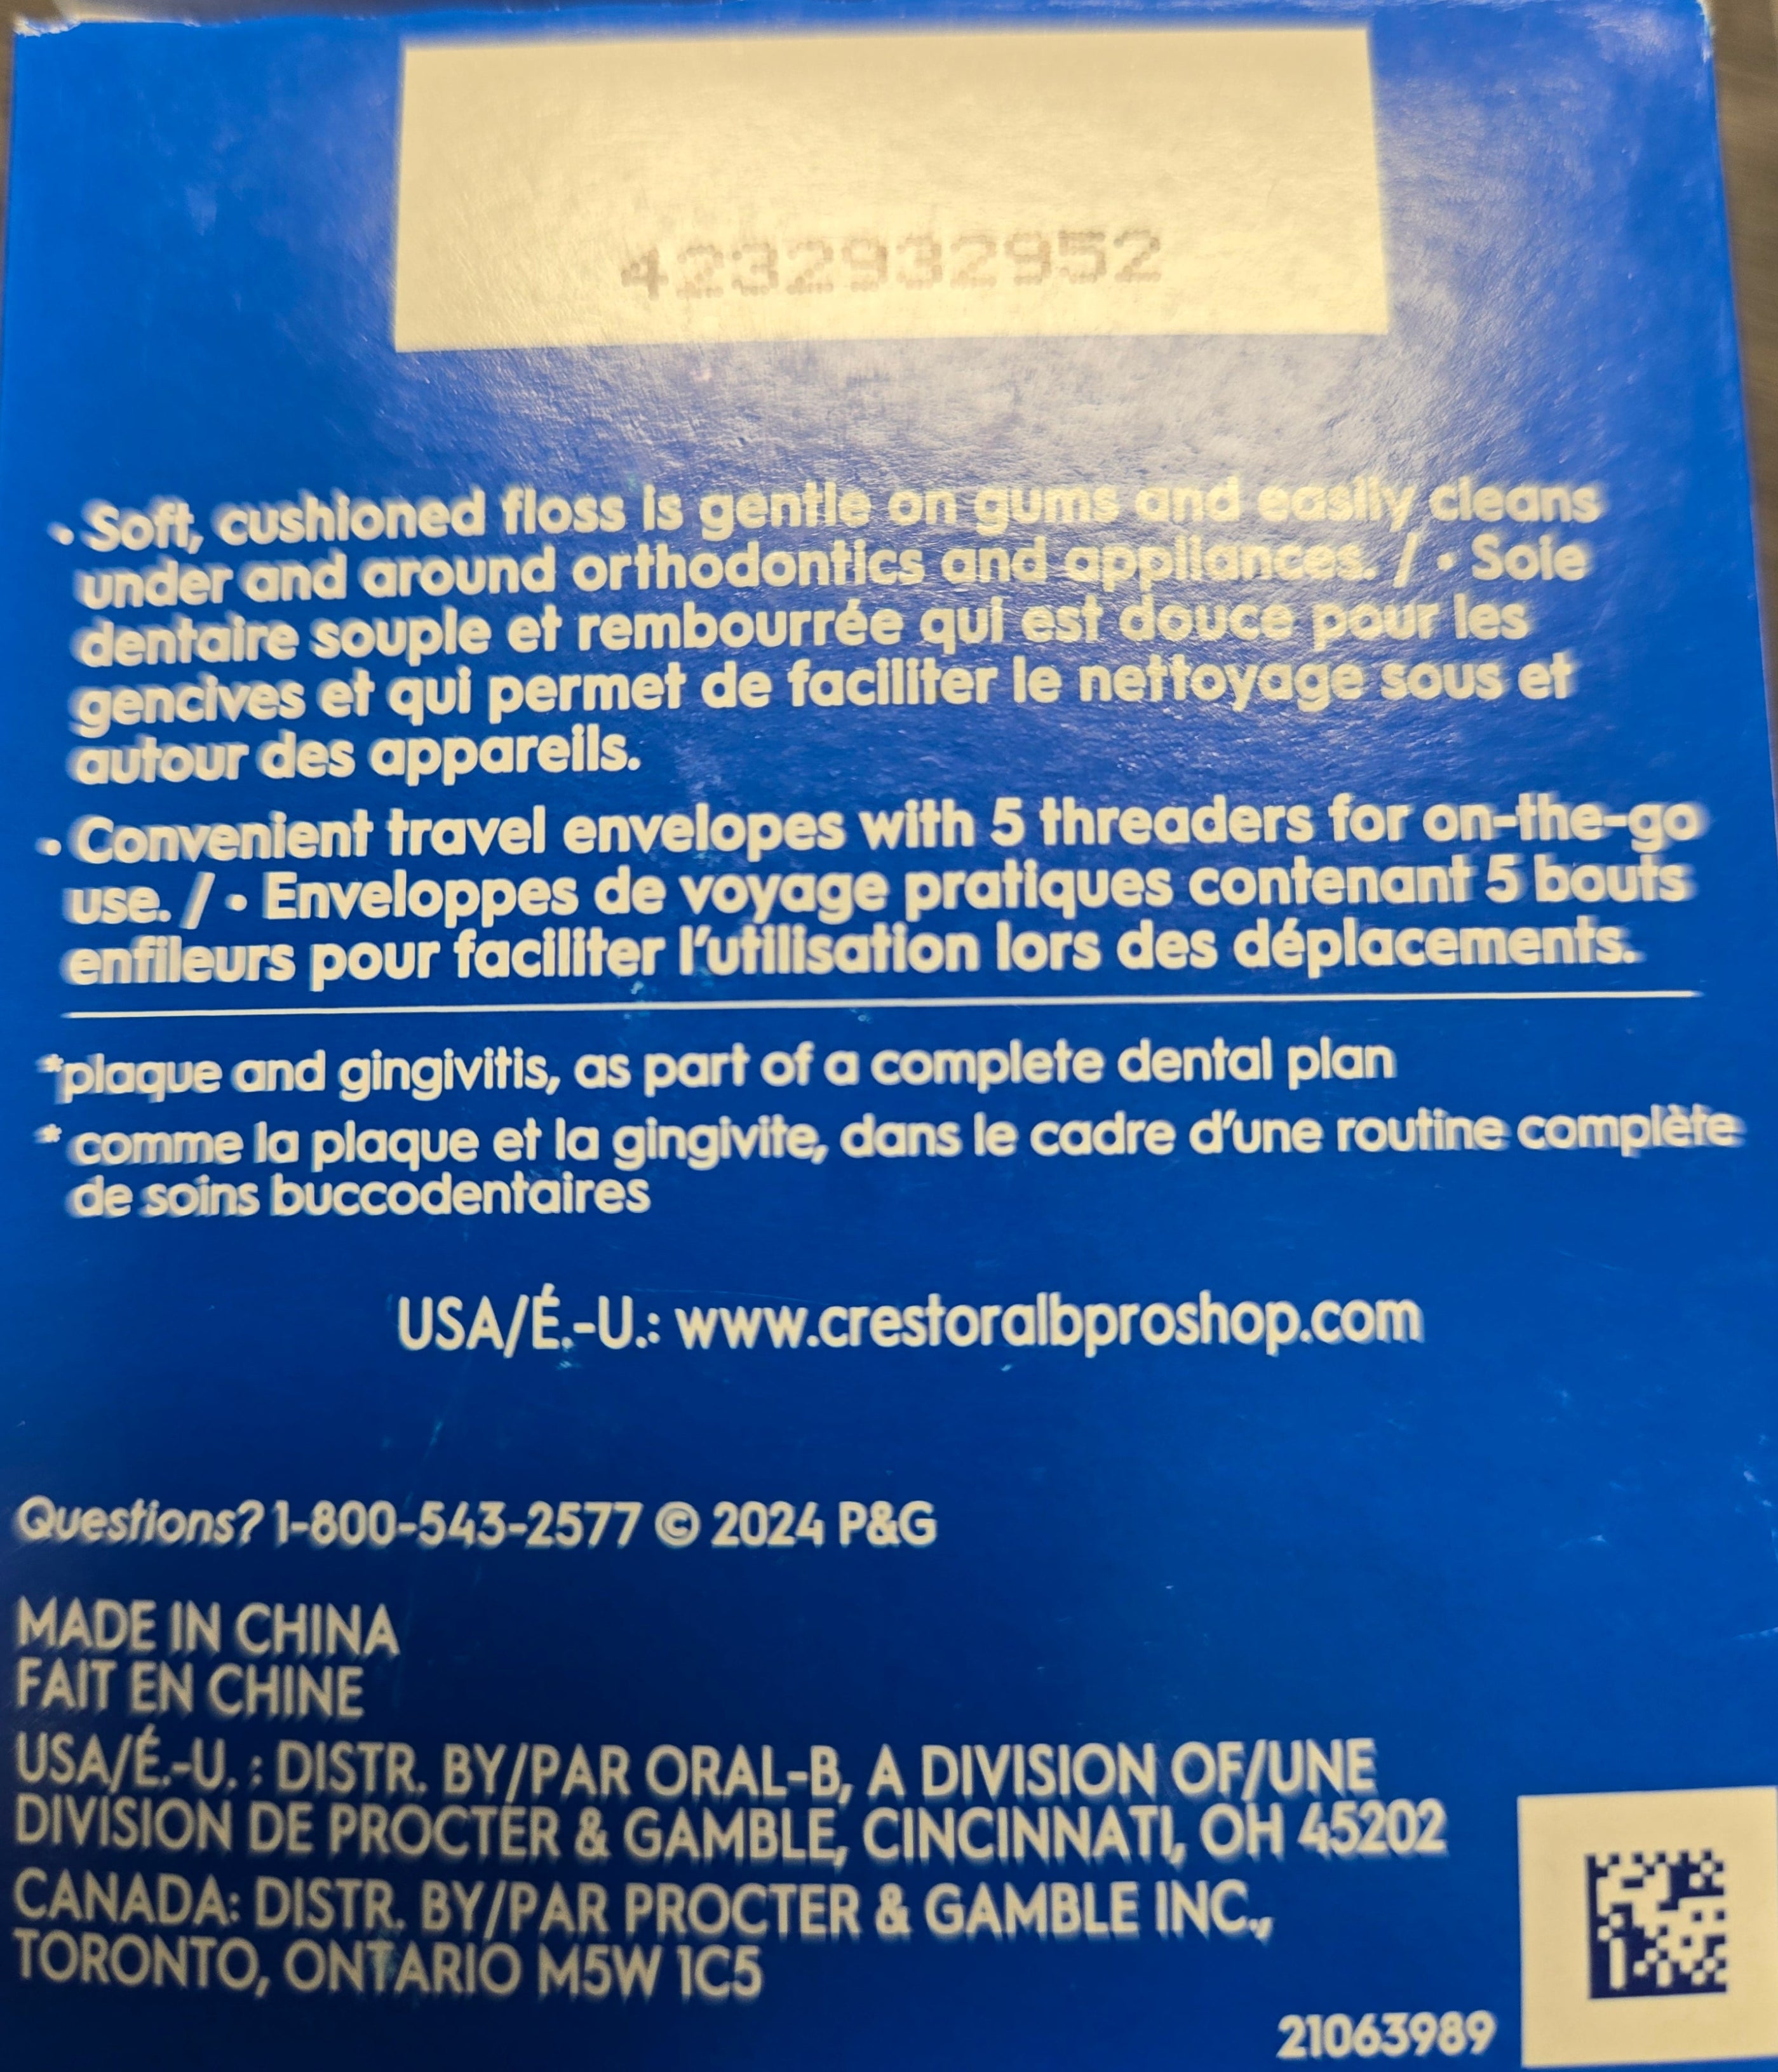 4232932952
• Soft, cushioned floss is gentle on gums and easily cleans
under and around orthodontics and appliances. / • Soie
dentaire souple et rembourrée qui est douce pour les
gencives et qui permet de faciliter le nettoyage sous et
autour des appareils.
• Convenient travel envelopes with 5 threaders for on-the-go
use. / • Enveloppes de voyage pratiques contenant 5 bouts
enfileurs pour faciliter l'utilisation lors des déplacements.
*plaque and gingivitis, as part of a complete dental plan
* comme la plaque et la gingivite, dans le cadre d'une routine complète
de soins buccodentaires
USA/É.-U.: www.crestoralbproshop.com
Questions? 1-800-543-2577 © 2024 P&G
MADE IN CHINA
FAIT EN CHINE
USA/É.-U. : DISTR. BY/PAR ORAL-B, A DIVISION OF/UNE
DIVISION DE PROCTER & GAMBLE, CINCINNATI, OH 45202
CANADA: DISTR. BY/PAR PROCTER & GAMBLE INC.,
TORONTO, ONTARIO M5W 1C5
21063989